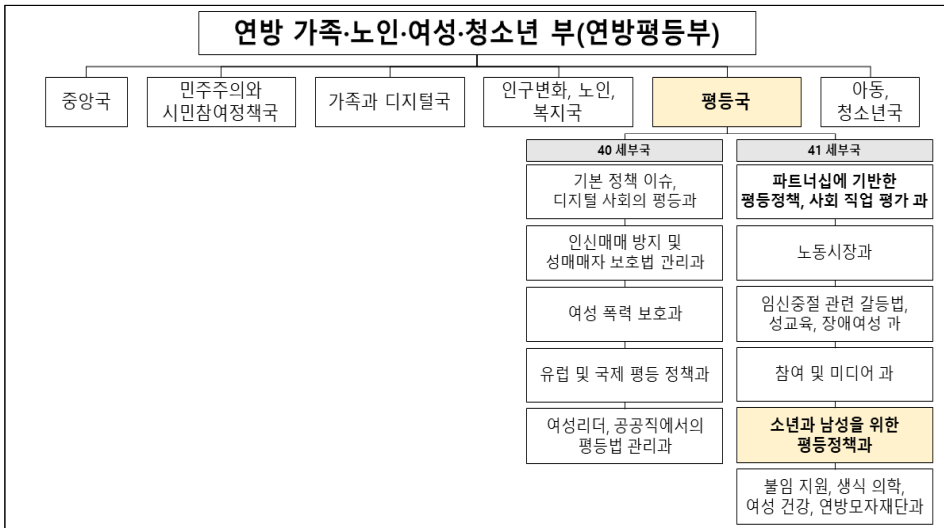 연방 가족·노인·여성·청소년 부(연방평등부)
중앙국
민주주의와
시민참여정책국
가족과 디지털국
인구변화, 노인,
복지국
평등국
아동,
청소년국
40 세부국
기본 정책 이슈,
디지털 사회의 평등과
인신매매 방지 및
성매매자 보호법 관리과
여성 폭력 보호과
유럽 및 국제 평등 정책과
여성리더, 공공직에서의
평등법 관리과
41 세부국
파트너십에 기반한
평등정책, 사회 직업 평가 과
노동시장과
임신중절 관련 갈등법,
성교육, 장애여성 과
참여 및 미디어 과
소년과 남성을 위한
평등정책과
불임 지원, 생식 의학,
여성 건강, 연방모자재단과